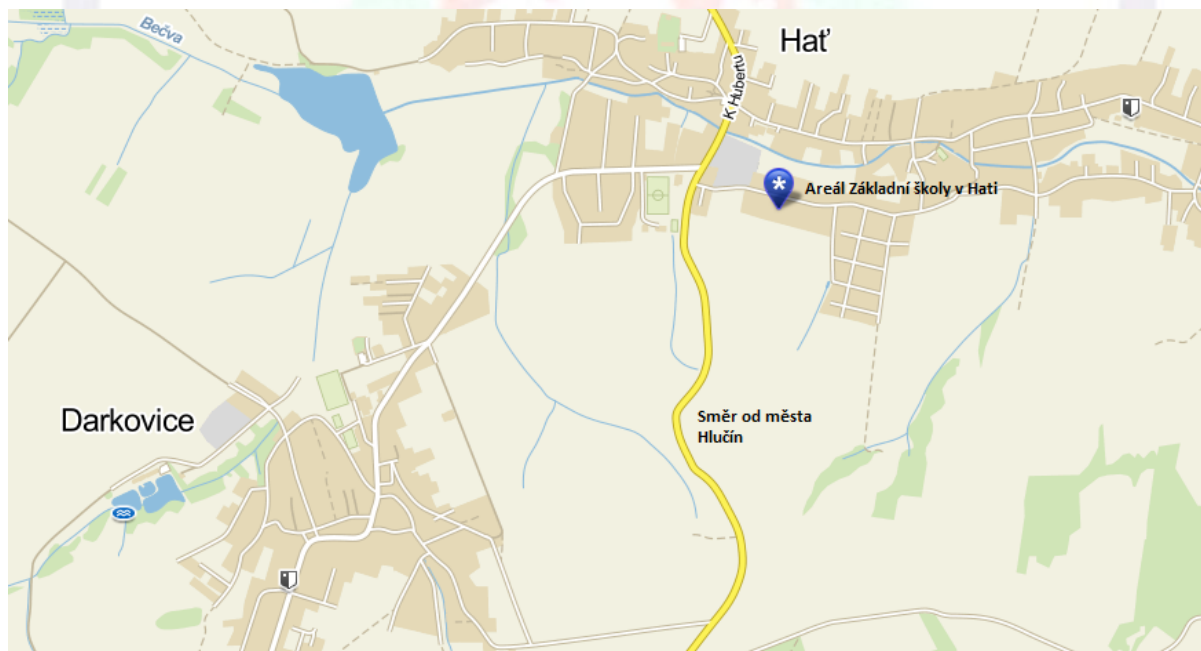 Bečva
Hať
K Hubertu
Areál Základní školy v Hati
Směr od města
Hlučín
Darkovice